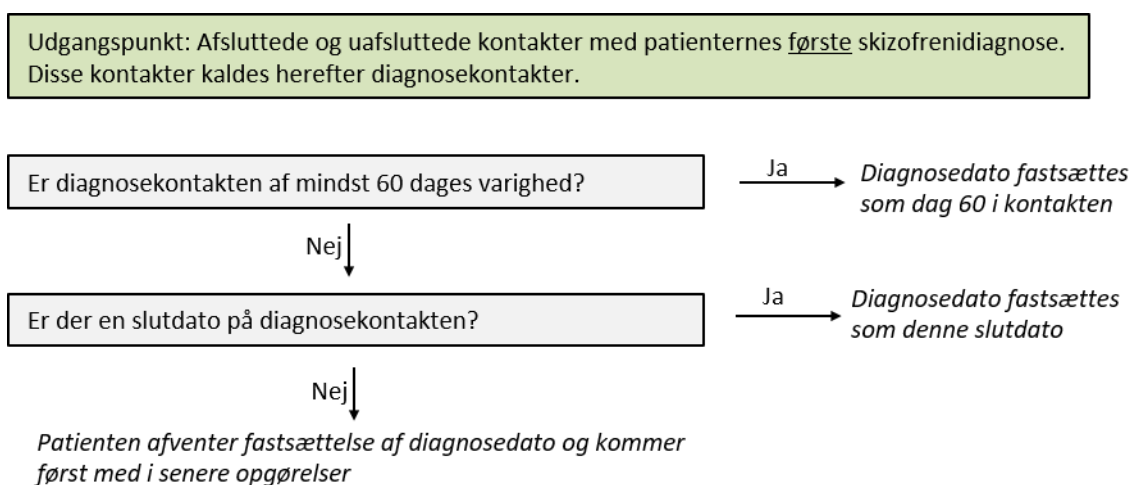 Udgangspunkt: Afsluttede og uafsluttede kontakter med patienternes første skizofrenidiagnose.
Disse kontakter kaldes herefter diagnosekontakter.
Er diagnosekontakten af mindst 60 dages varighed?
Ja
Diagnosedato fastsættes
som dag 60 i kontakten
Nej
Er der en slutdato på diagnosekontakten?
Ja
Diagnosedato fastsættes
som denne slutdato
Nej
Patienten afventer fastsættelse af diagnosedato og kommer
først med i senere opgørelser